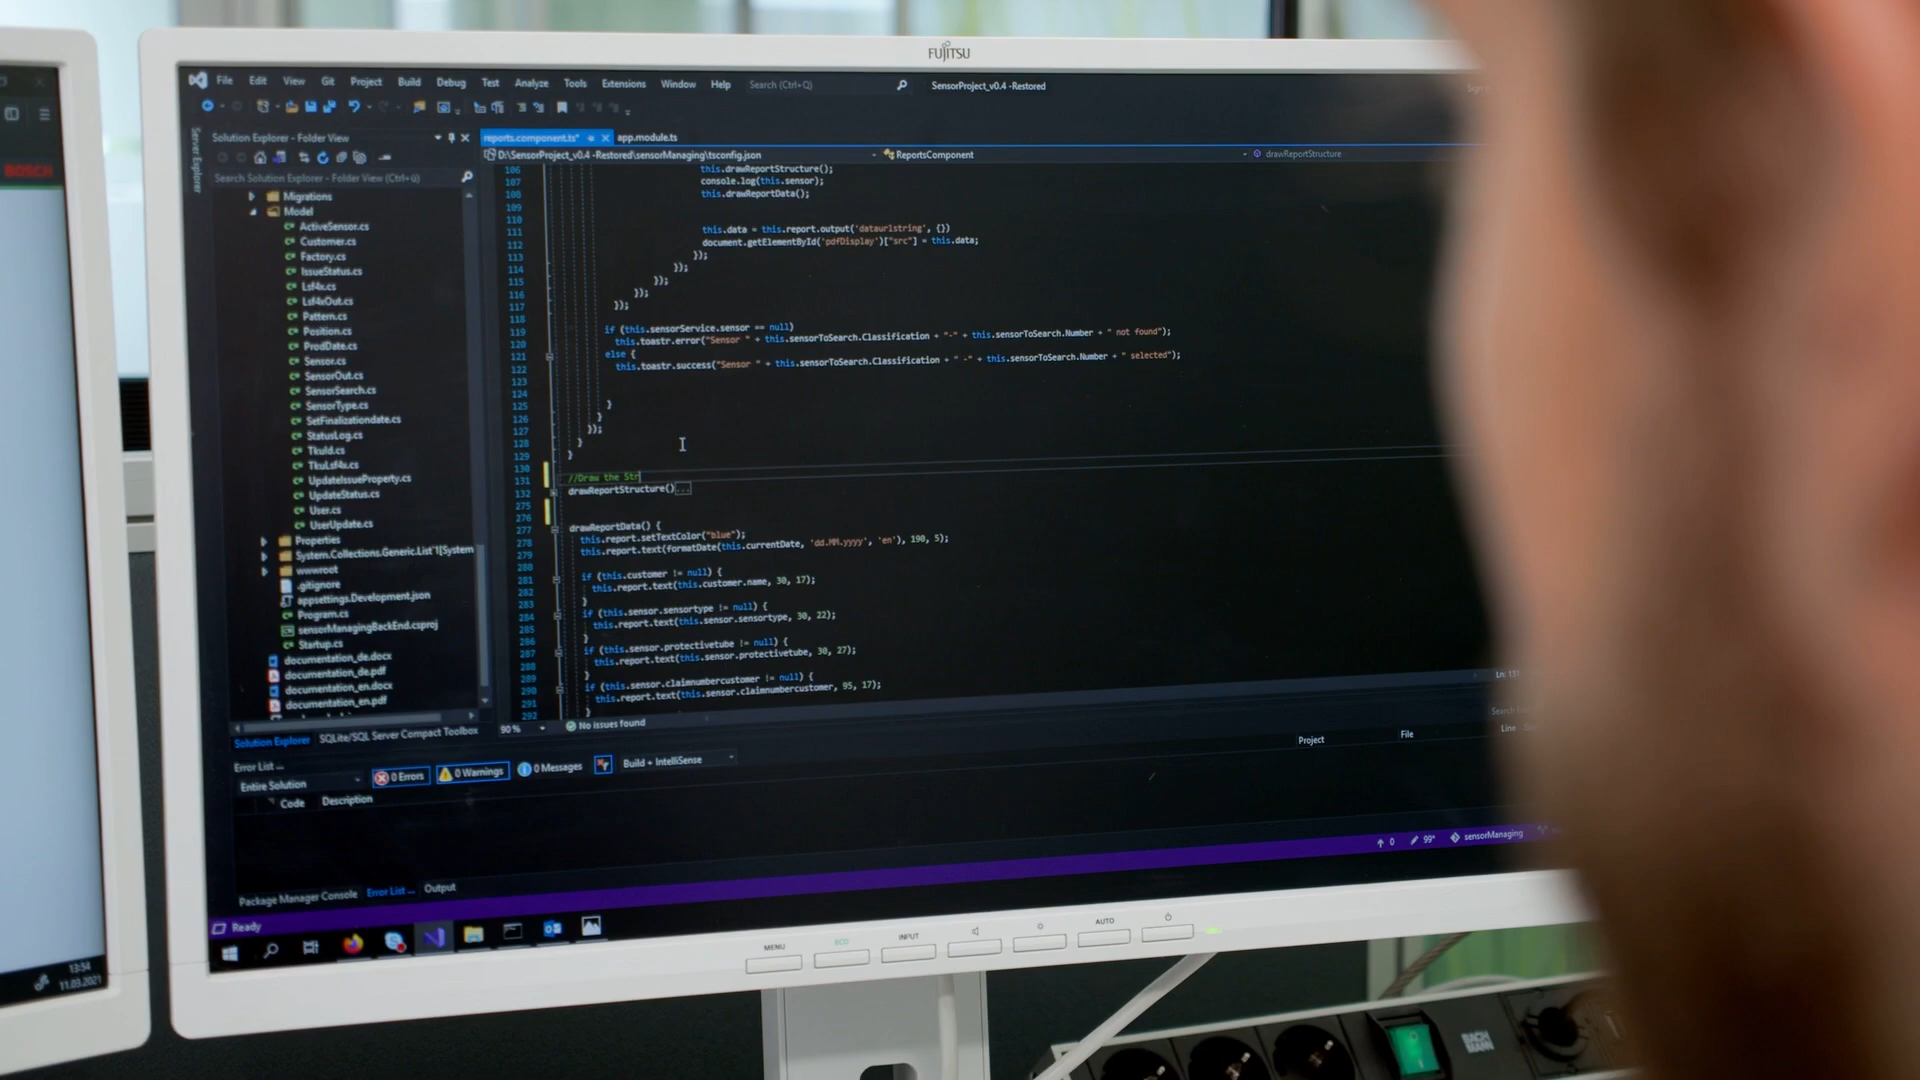 FUJITSU
File Edit View Git Project Build Debug Test Analyze Tools Extensions Window Help Search (Ctrl+Q) SensorProject_v0.4 -Restored
BOSCH
Server Explorer
Solution Explorer - Folder View
Search Solution Explorer - Folder View (Ctrl+ü)
Migrations
Model
ActiveSensor.cs
Customer.cs
Factory.cs
IssueStatus.cs
Lsf4x.cs
Lsf4xOut.cs
Pattern.cs
Position.cs
ProdDate.cs
Sensor.cs
SensorOut.cs
SensorSearch.cs
SensorType.cs
SetFinalizationdate.cs
StatusLog.cs
TkuId.cs
TkuLsf4x.cs
UpdateIssueProperty.cs
UpdateStatus.cs
User.cs
UserUpdate.cs
Properties
System.Collections.Generic.List`1[System
wwwroot
.gitignore
appsettings.Development.json
Program.cs
sensorManagingBackEnd.csproj
Startup.cs
documentation_de.docx
documentation_de.pdf
documentation_en.docx
documentation_en.pdf
Solution Explorer SQLite/SQL Server Compact Toolbox
reports.component.ts* app.module.ts
D:\SensorProject_v0.4 -Restored\sensorManaging\tsconfig.json ReportsComponent drawReportStructure
106 this.drawReportStructure();
107 console.log(this.sensor);
108 this.drawReportData();
109
110
111 this.data = this.report.output('dataurlstring', {})
112 document.getElementById('pdfDisplay')["src"] = this.data;
113 });
114 });
115 });
116 });
117 });
118
119 if (this.sensorService.sensor == null)
120 this.toastr.error("Sensor " + this.sensorToSearch.Classification + "-" + this.sensorToSearch.Number + " not found");
121 else {
122 this.toastr.success("Sensor " + this.sensorToSearch.Classification + " -" + this.sensorToSearch.Number + " selected");
123
124
125 }
126 }
127 });
128 }
129 }
130
131 //Draw the Str
132 drawReportStructure()...
275
276
277 drawReportData() {
278 this.report.setTextColor("blue");
279 this.report.text(formatDate(this.currentDate, 'dd.MM.yyyy', 'en'), 190, 5);
280
281 if (this.customer != null) {
282 this.report.text(this.customer.name, 30, 17);
283 }
284 if (this.sensor.sensortype != null) {
285 this.report.text(this.sensor.sensortype, 30, 22);
286 }
287 if (this.sensor.protectivetube != null) {
288 this.report.text(this.sensor.protectivetube, 30, 27);
289 }
290 if (this.sensor.claimnumbercustomer != null) {
291 this.report.text(this.sensor.claimnumbercustomer, 95, 17);
292 }
90 % No issues found
Ln: 131
Error List ...
Entire Solution 0 Errors 0 Warnings 0 Messages Build + IntelliSense
Code Description Project File Line
Package Manager Console Error List ... Output
0 99* sensorManaging
Ready
13:54
11.03.2021
MENU ECO INPUT AUTO
BACH
MANN